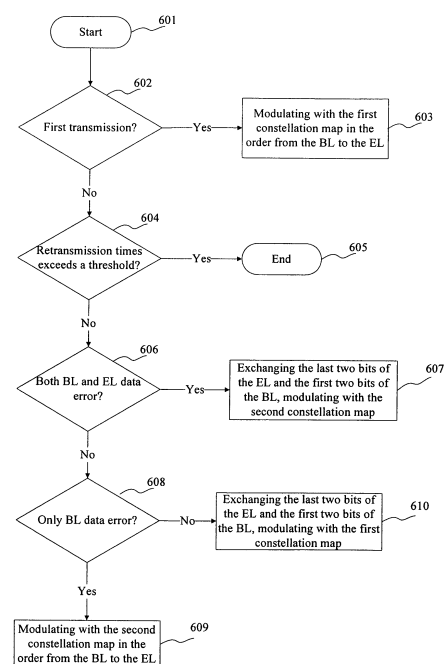 601
Start
602
First transmission?
Yes
Modulating with the first
constellation map in the
order from the BL to the EL
603
No
604
Retransmission times
exceeds a threshold?
Yes
End
605
No
606
Both BL and EL data
error?
Yes
Exchanging the last two bits of
the EL and the first two bits of
the BL, modulating with the
second constellation map
607
No
608
Only BL data error?
No
Exchanging the last two bits of
the EL and the first two bits of
the BL, modulating with the first
constellation map
610
Yes
Modulating with the second
constellation map in the
order from the BL to the EL
609